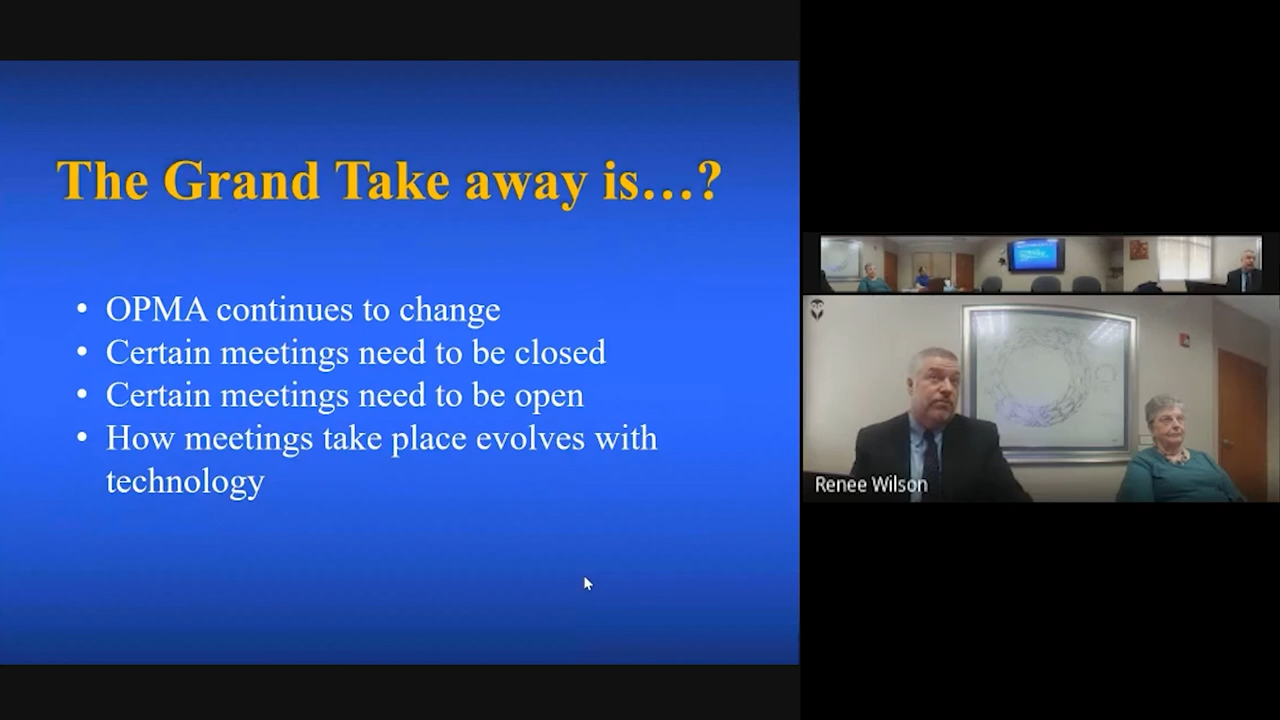 The Grand Take away is…?
• OPMA continues to change
• Certain meetings need to be closed
• Certain meetings need to be open
• How meetings take place evolves with
technology
Renee Wilson